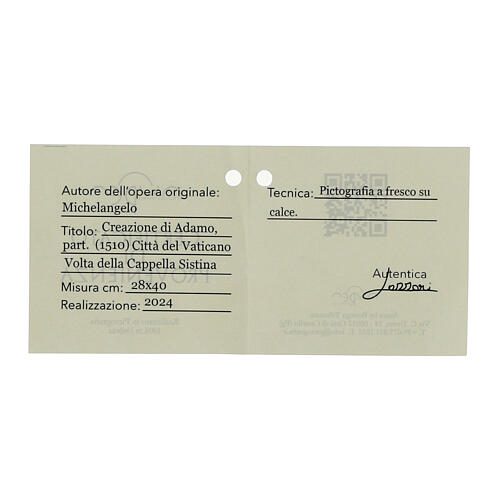 Autore dell'opera originale:
Michelangelo
Titolo: Creazione di Adamo,
part. (1510) Città del Vaticano
Volta della Cappella Sistina
Misura cm: 28x40
Realizzazione: 2024
Tecnica: Pictografia a fresco su
calce.
Autentica